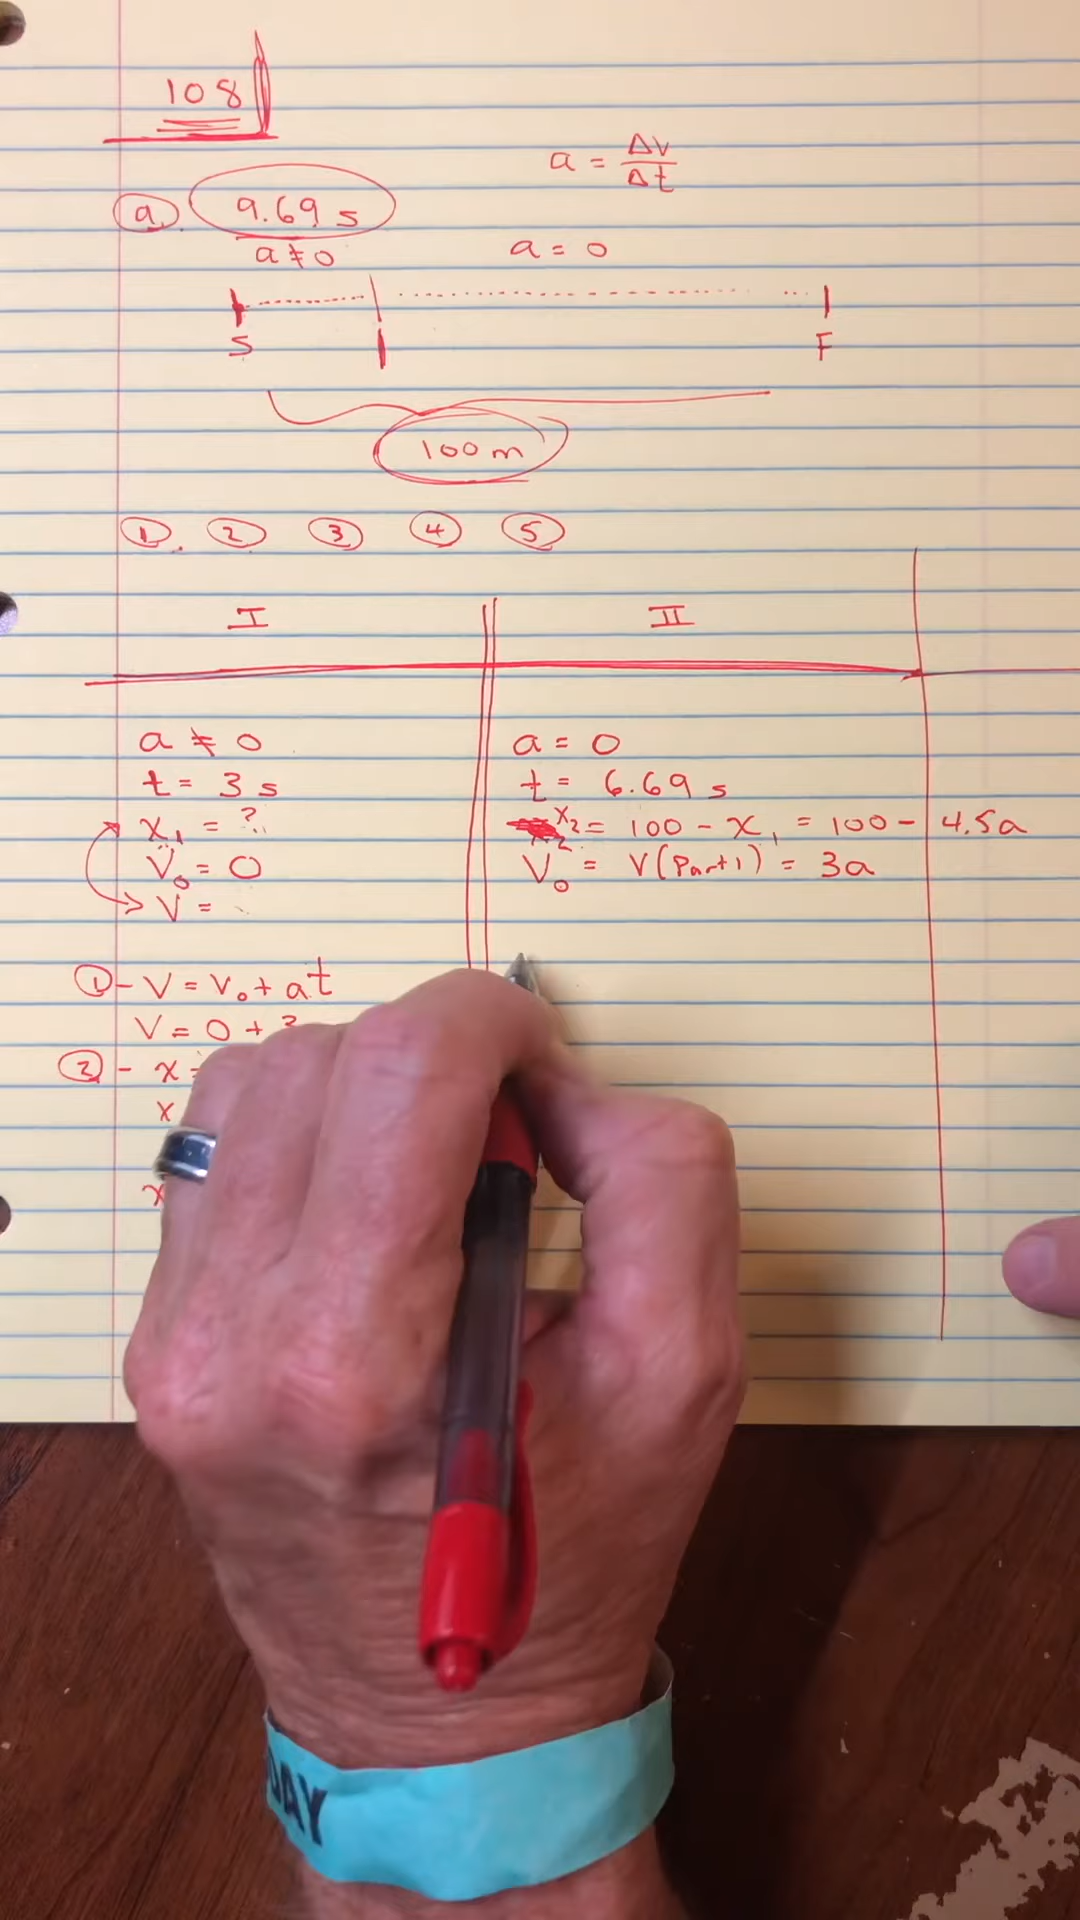 108
a = Δv/Δt
a. 9.69 s
a ≠ 0
a = 0
S
F
100 m
1. 2 3 4 5
I
II
a ≠ 0
t = 3 s
x₁ = ?
V₀ = 0
V =
a = 0
t = 6.69 s
x₂ = 100 - x₁ = 100 - 4.5a
V₀ = V(Part 1) = 3a
1 - V = V₀ + at
V = 0 +
2 - x =
x
x
DAY